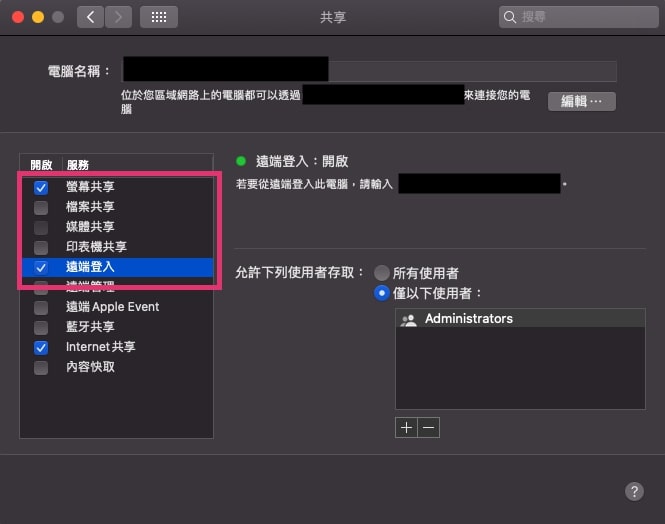 共享
搜尋
電腦名稱：
位於您區域網路上的電腦都可以透過
來連接您的電
腦
編輯⋯
開啟 服務
螢幕共享
檔案共享
媒體共享
印表機共享
遠端登入
遠端管理
遠端 Apple Event
藍牙共享
Internet 共享
內容快取
遠端登入：開啟
若要從遠端登入此電腦，請輸入
。
允許下列使用者存取：
所有使用者
僅以下使用者：
Administrators
?